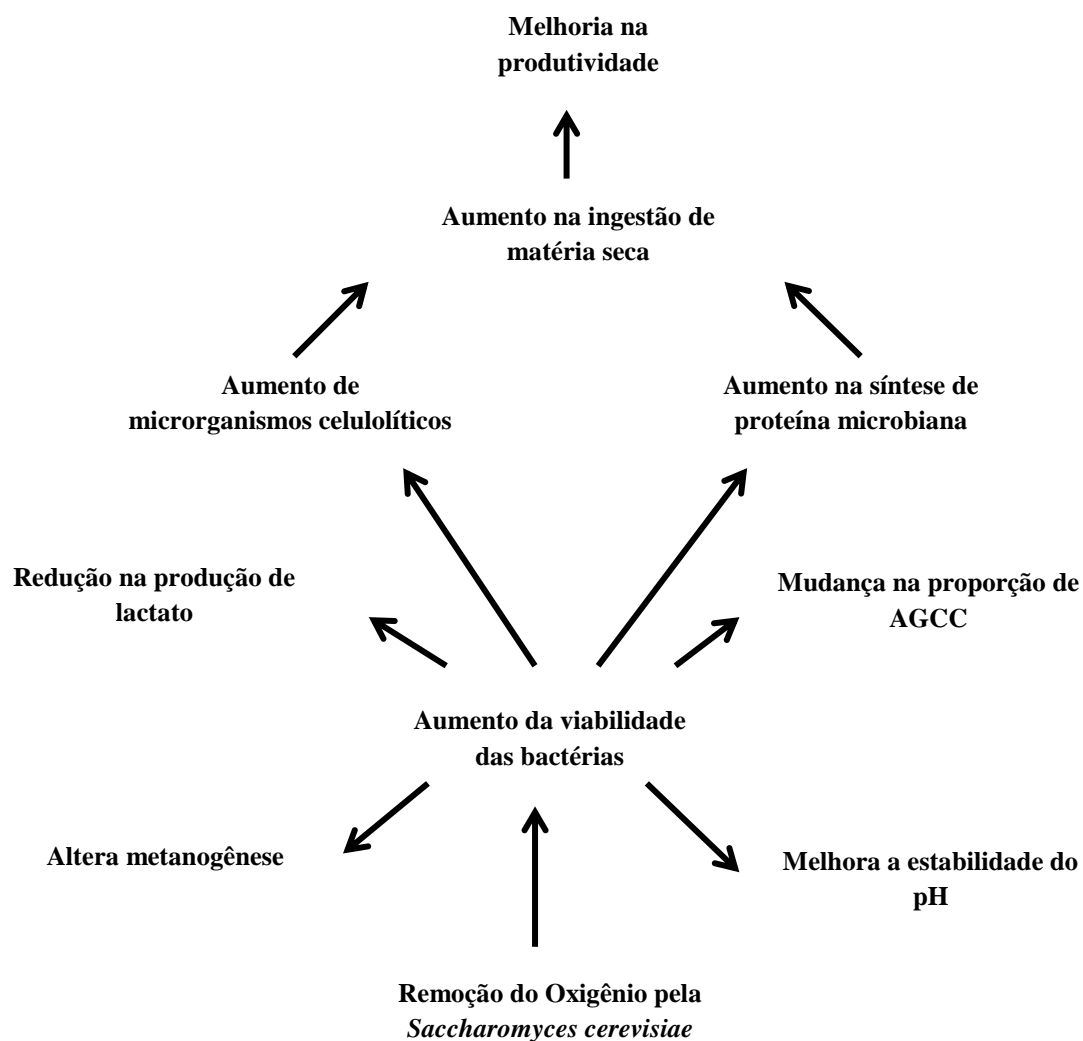 Melhoria na
produtividade
Aumento na ingestão de
matéria seca
Aumento de
microrganismos celulolíticos
Aumento na síntese de
proteína microbiana
Redução na produção de
lactato
Mudança na proporção de
AGCC
Aumento da viabilidade
das bactérias
Altera metanogênese
Melhora a estabilidade do
pH
Remoção do Oxigênio pela
Saccharomyces cerevisiae